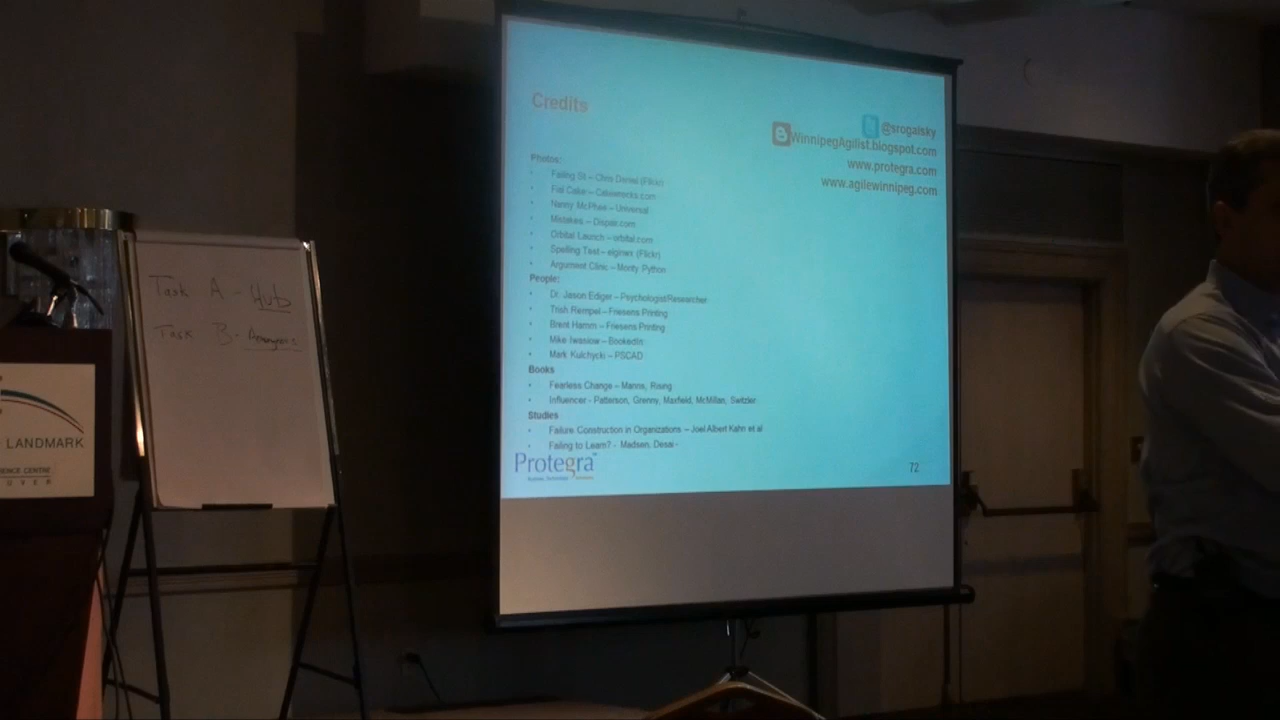 Task A - Hub
Task B -
LANDMARK
Credits
@srogalsky
WinnipegAgilist.blogspot.com
www.protegra.com
www.agilewinnipeg.com
Photos:
Failing St – Chris Daniel (Flickr)
Fial Cake – Cakewrecks.com
Nanny McPhee – Universal
Mistakes – Dispair.com
Orbital Launch – orbital.com
Spelling Test – (Flickr)
Argument Clinic – Monty Python
People:
Dr. Jason Ediger – Psychologist/Researcher
Trish Rempel – Friesens Printing
Brent Hamm – Friesens Printing
Mike Iwasiow – BookedIn
Mark Kulchycki – PSCAD
Books
Fearless Change – Manns, Rising
Influencer - Patterson, Grenny, Maxfield, McMillan, Switzler
Studies
Failure Construction in Organizations – Joel Albert Kahn et al
Failing to Learn? - Madsen, Desai -
Protegra
72